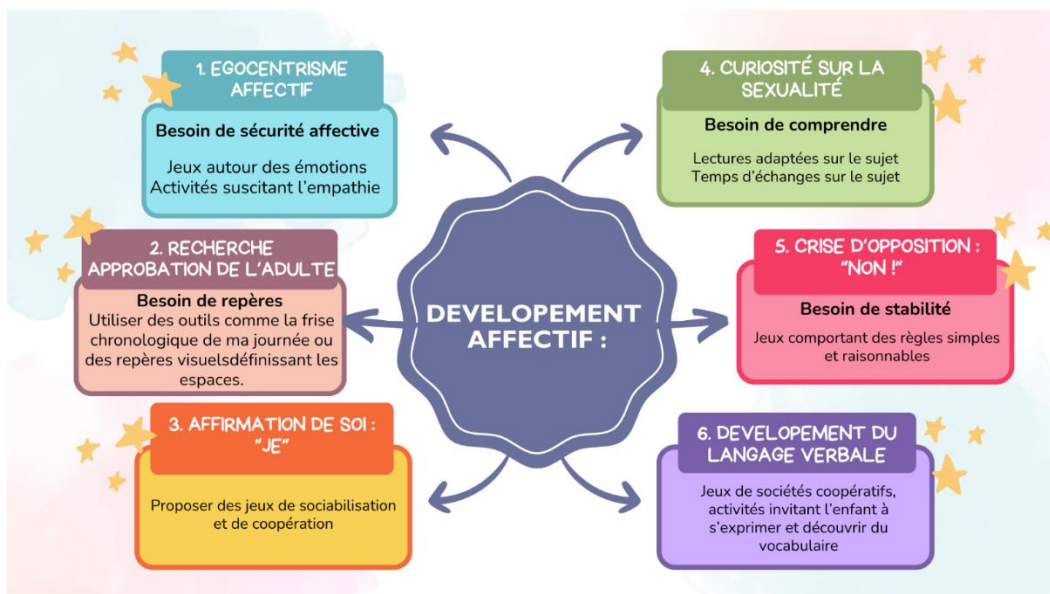 1. EGOCENTRISME
AFFECTIF
Besoin de sécurité affective
Jeux autour des émotions
Activités suscitant l'empathie
2. RECHERCHE
APPROBATION DE L'ADULTE
Besoin de repères
Utiliser des outils comme la frise
chronologique de ma journée ou
des repères visuelsdéfinissant les
espaces.
3. AFFIRMATION DE SOI :
"JE"
Proposer des jeux de sociabilisation
et de coopération
DEVELOPEMENT
AFFECTIF :
4. CURIOSITÉ SUR LA
SEXUALITÉ
Besoin de comprendre
Lectures adaptées sur le sujet
Temps d'échanges sur le sujet
5. CRISE D'OPPOSITION :
"NON !"
Besoin de stabilité
Jeux comportant des règles simples
et raisonnables
6. DEVELOPEMENT DU
LANGAGE VERBALE
Jeux de sociétés coopératifs,
activités invitant l'enfant à
s'exprimer et découvrir du
vocabulaire